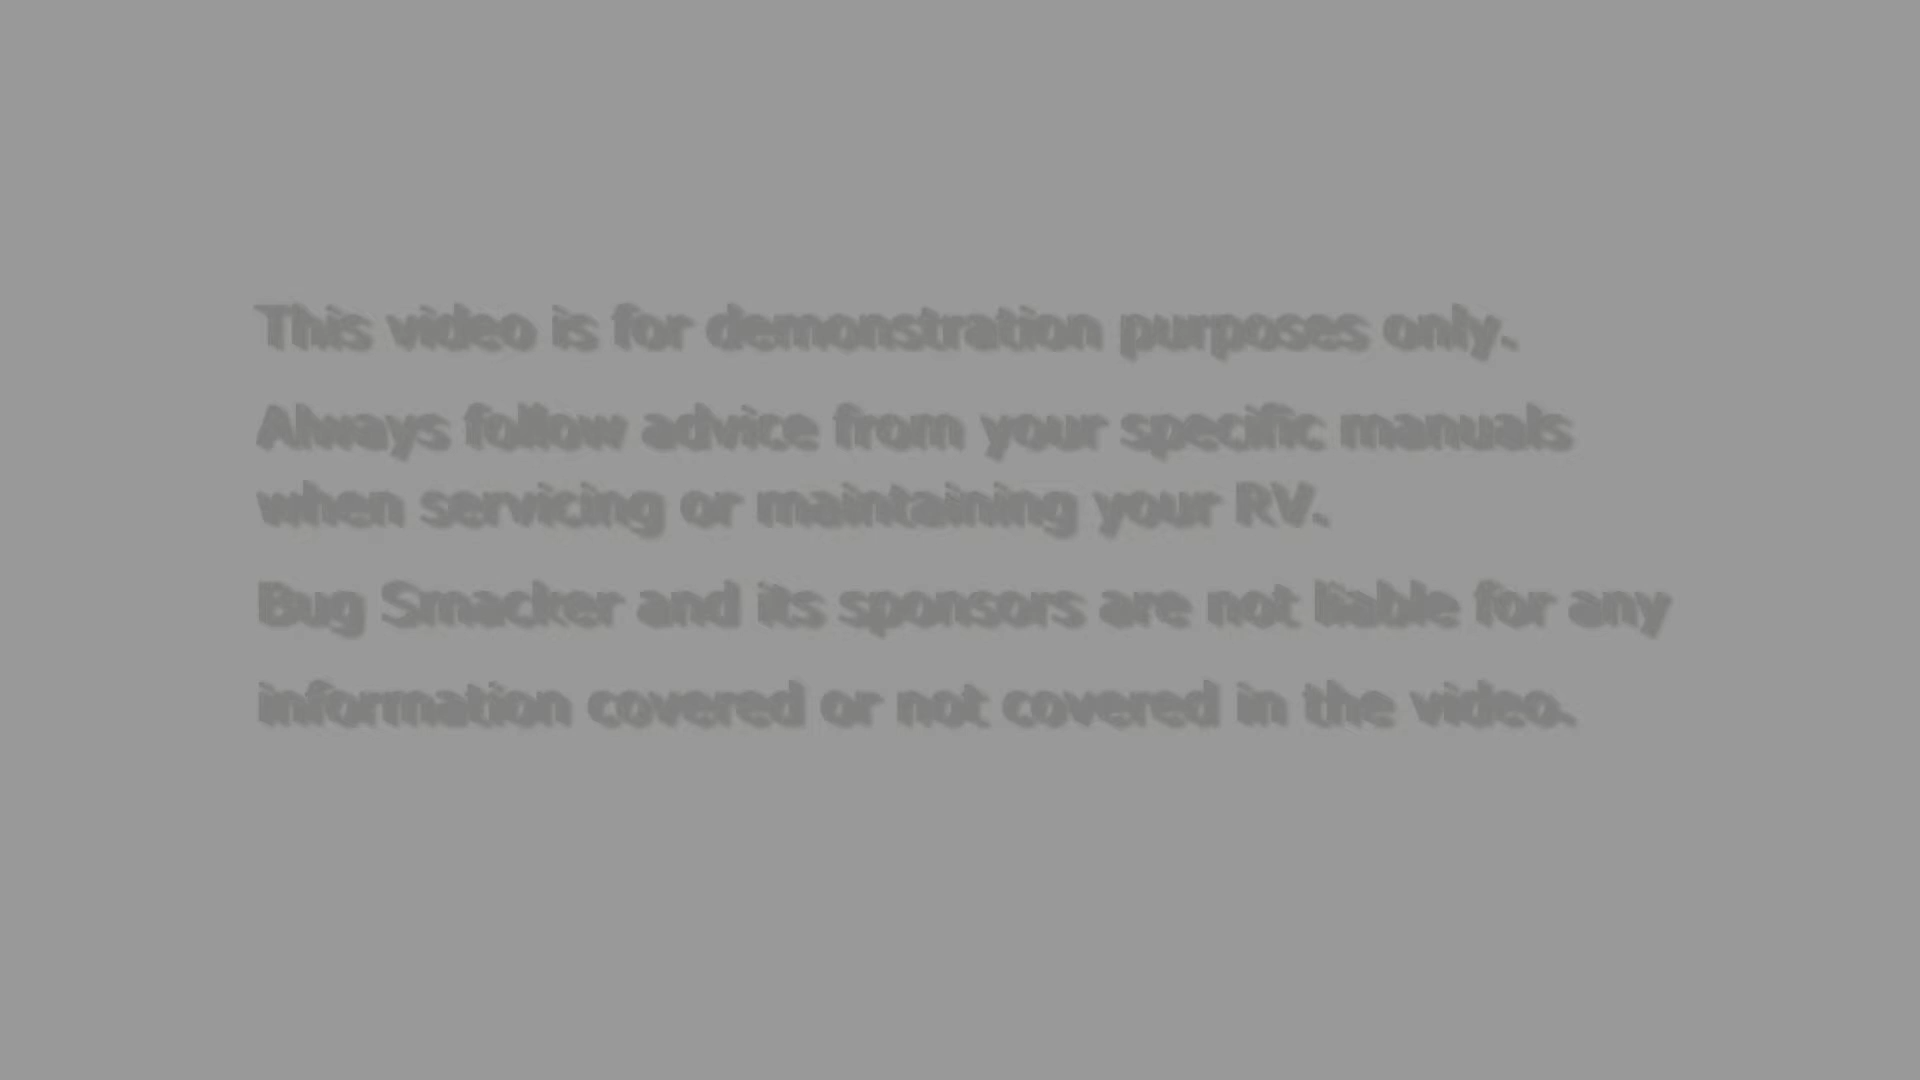 This video is for demonstration purposes only.
Always follow advice from your specific manuals
when servicing or maintaining your RV.
Bug Smacker and its sponsors are not liable for any
information covered or not covered in the video.